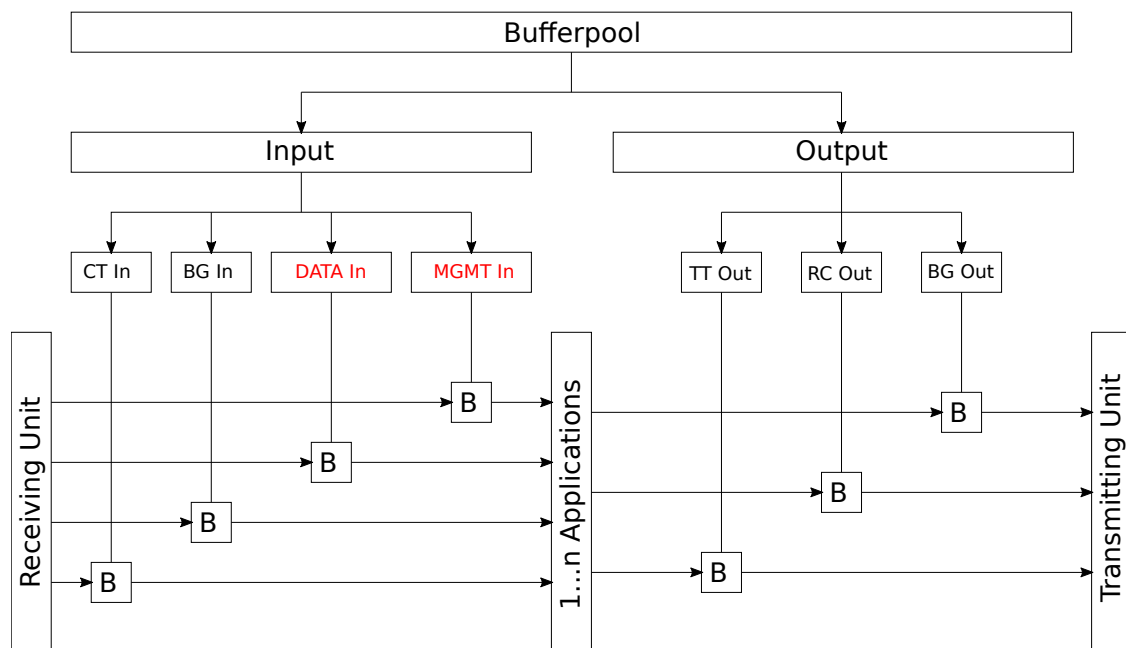 Bufferpool
Input
Output
CT In
BG In
DATA In
MGMT In
TT Out
RC Out
BG Out
Receiving Unit
B
B
B
B
1...n Applications
B
B
B
Transmitting Unit